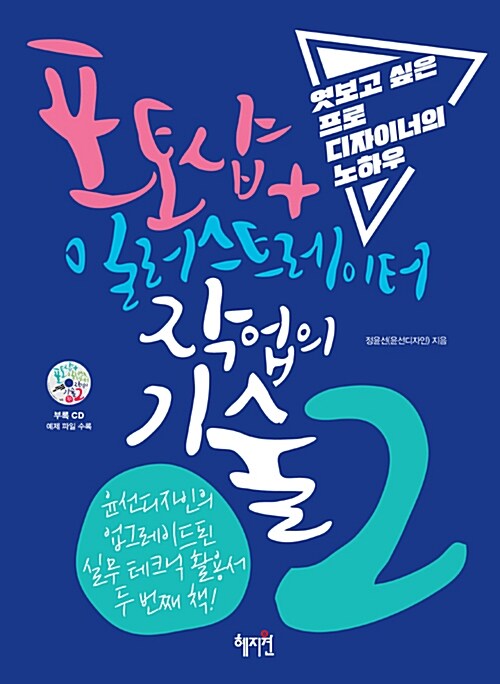 엿보고 싶은
프로
디자이너의
노하우
포토샵+
일러스트레이터
작업의
기술 2
정윤선(윤선디자인) 지음
부록 CD
예제 파일 수록
윤선디자인의
업그레이드된
실무 테크닉 활용서
두 번째 책!
혜지원